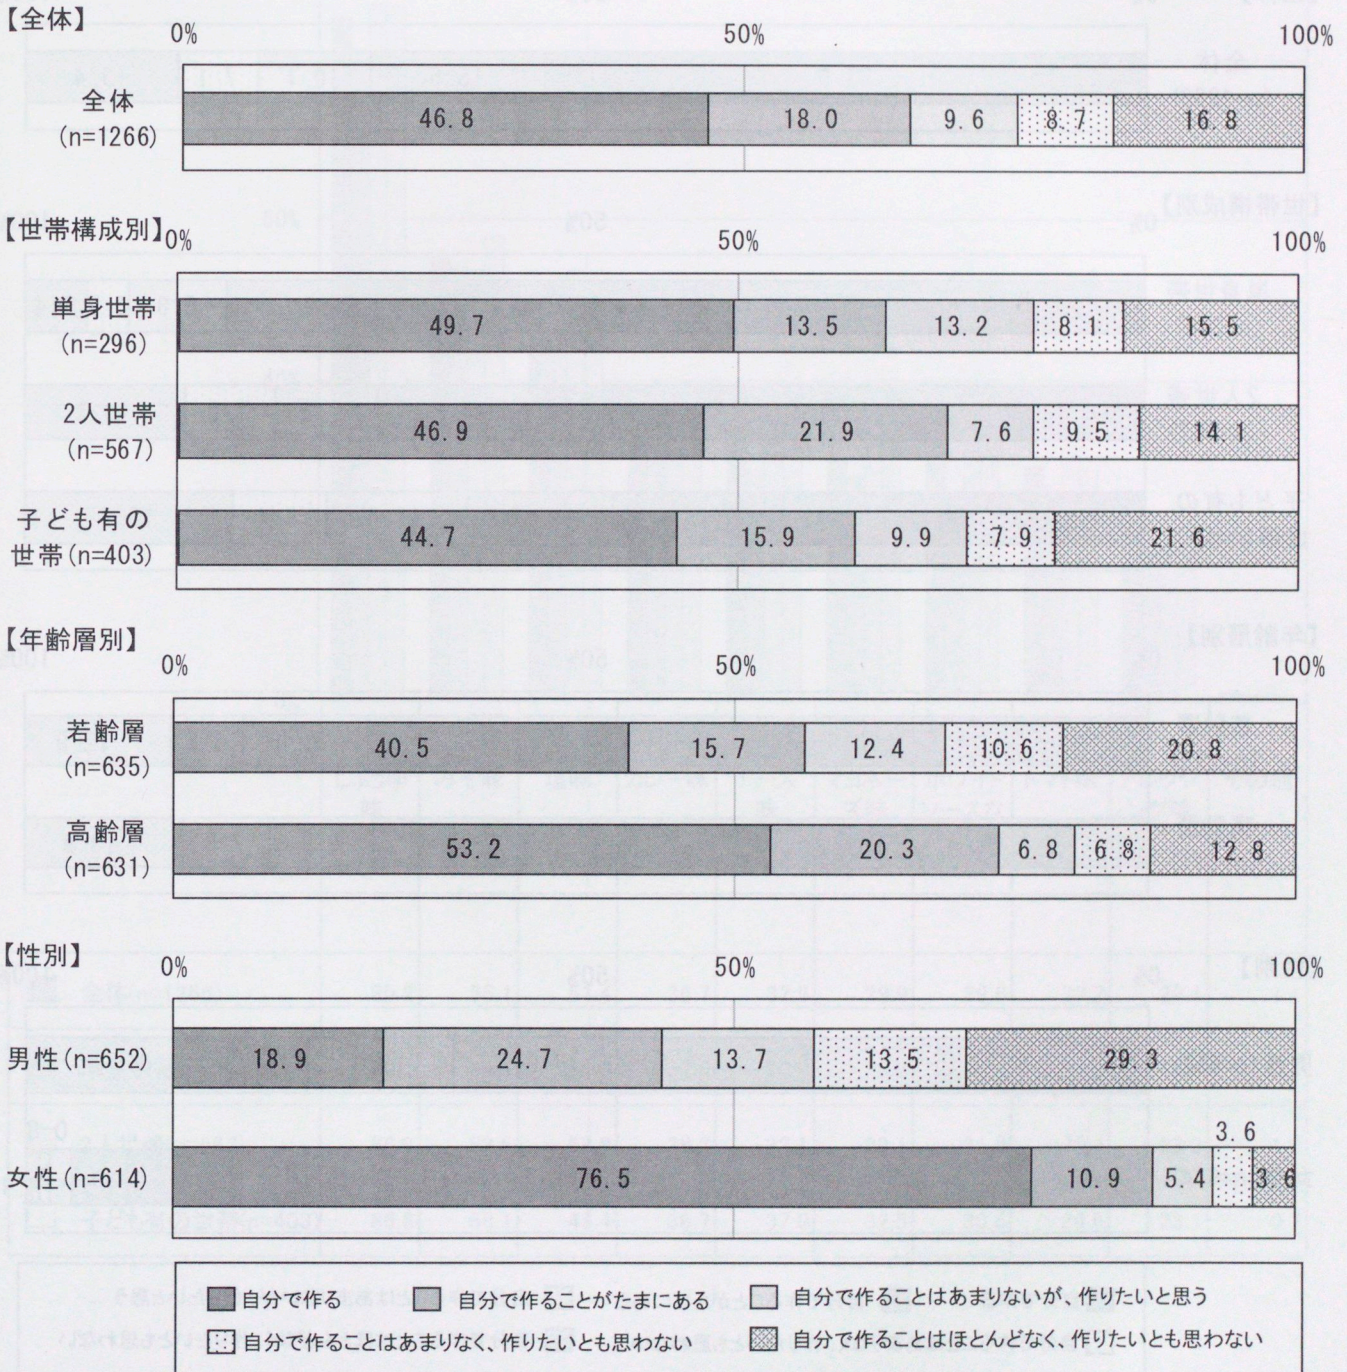 【全体】
0% 50% 100%
全体
(n=1266)
46.8 18.0 9.6 8.7 16.8
【世帯構成別】
0% 50% 100%
単身世帯
(n=296)
49.7 13.5 13.2 8.1 15.5
2人世帯
(n=567)
46.9 21.9 7.6 9.5 14.1
子ども有の
世帯(n=403)
44.7 15.9 9.9 7.9 21.6
【年齢層別】
0% 50% 100%
若齢層
(n=635)
40.5 15.7 12.4 10.6 20.8
高齢層
(n=631)
53.2 20.3 6.8 6.8 12.8
【性別】
0% 50% 100%
男性(n=652)
18.9 24.7 13.7 13.5 29.3
3.6
女性(n=614)
76.5 10.9 5.4 3.6
自分で作る 自分で作ることがたまにある 自分で作ることはあまりないが、作りたいと思う
自分で作ることはあまりなく、作りたいとも思わない 自分で作ることはほとんどなく、作りたいとも思わない